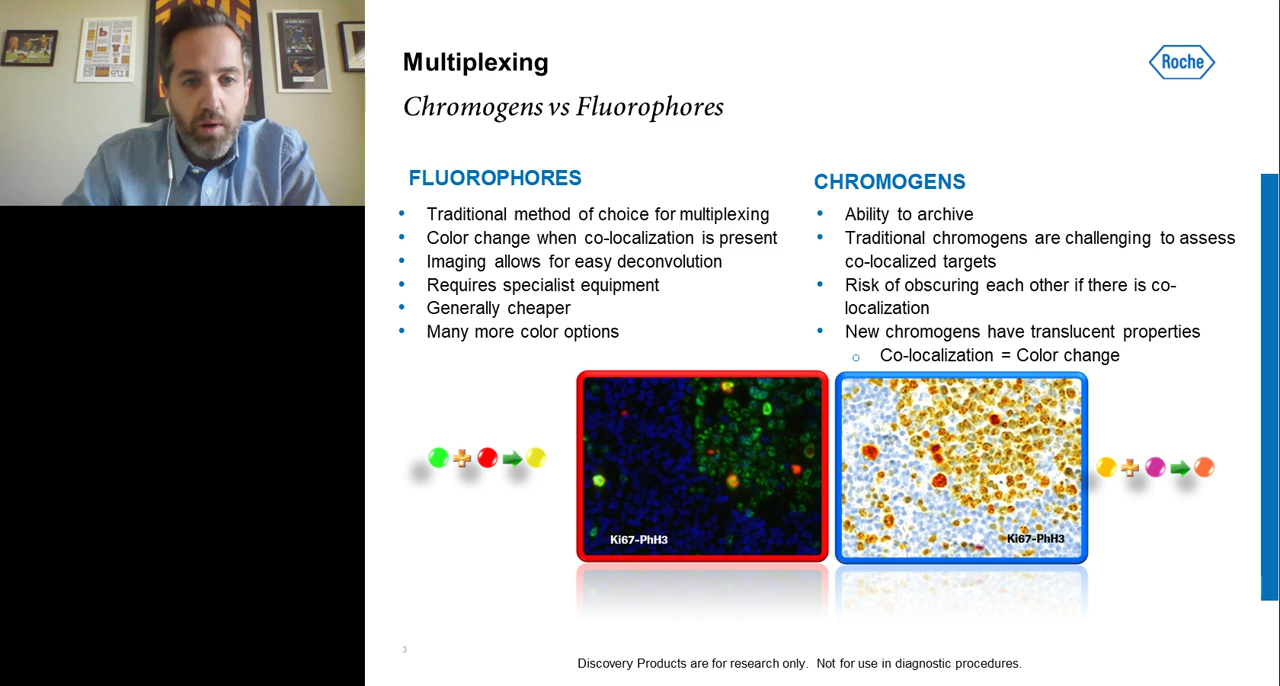 Multiplexing
Roche
Chromogens vs Fluorophores
FLUOROPHORES
• Traditional method of choice for multiplexing
• Color change when co-localization is present
• Imaging allows for easy deconvolution
• Requires specialist equipment
• Generally cheaper
• Many more color options
CHROMOGENS
• Ability to archive
• Traditional chromogens are challenging to assess
co-localized targets
• Risk of obscuring each other if there is co-
localization
• New chromogens have translucent properties
o Co-localization = Color change
Ki67-PhH3
Ki67-PhH3
3
Discovery Products are for research only. Not for use in diagnostic procedures.